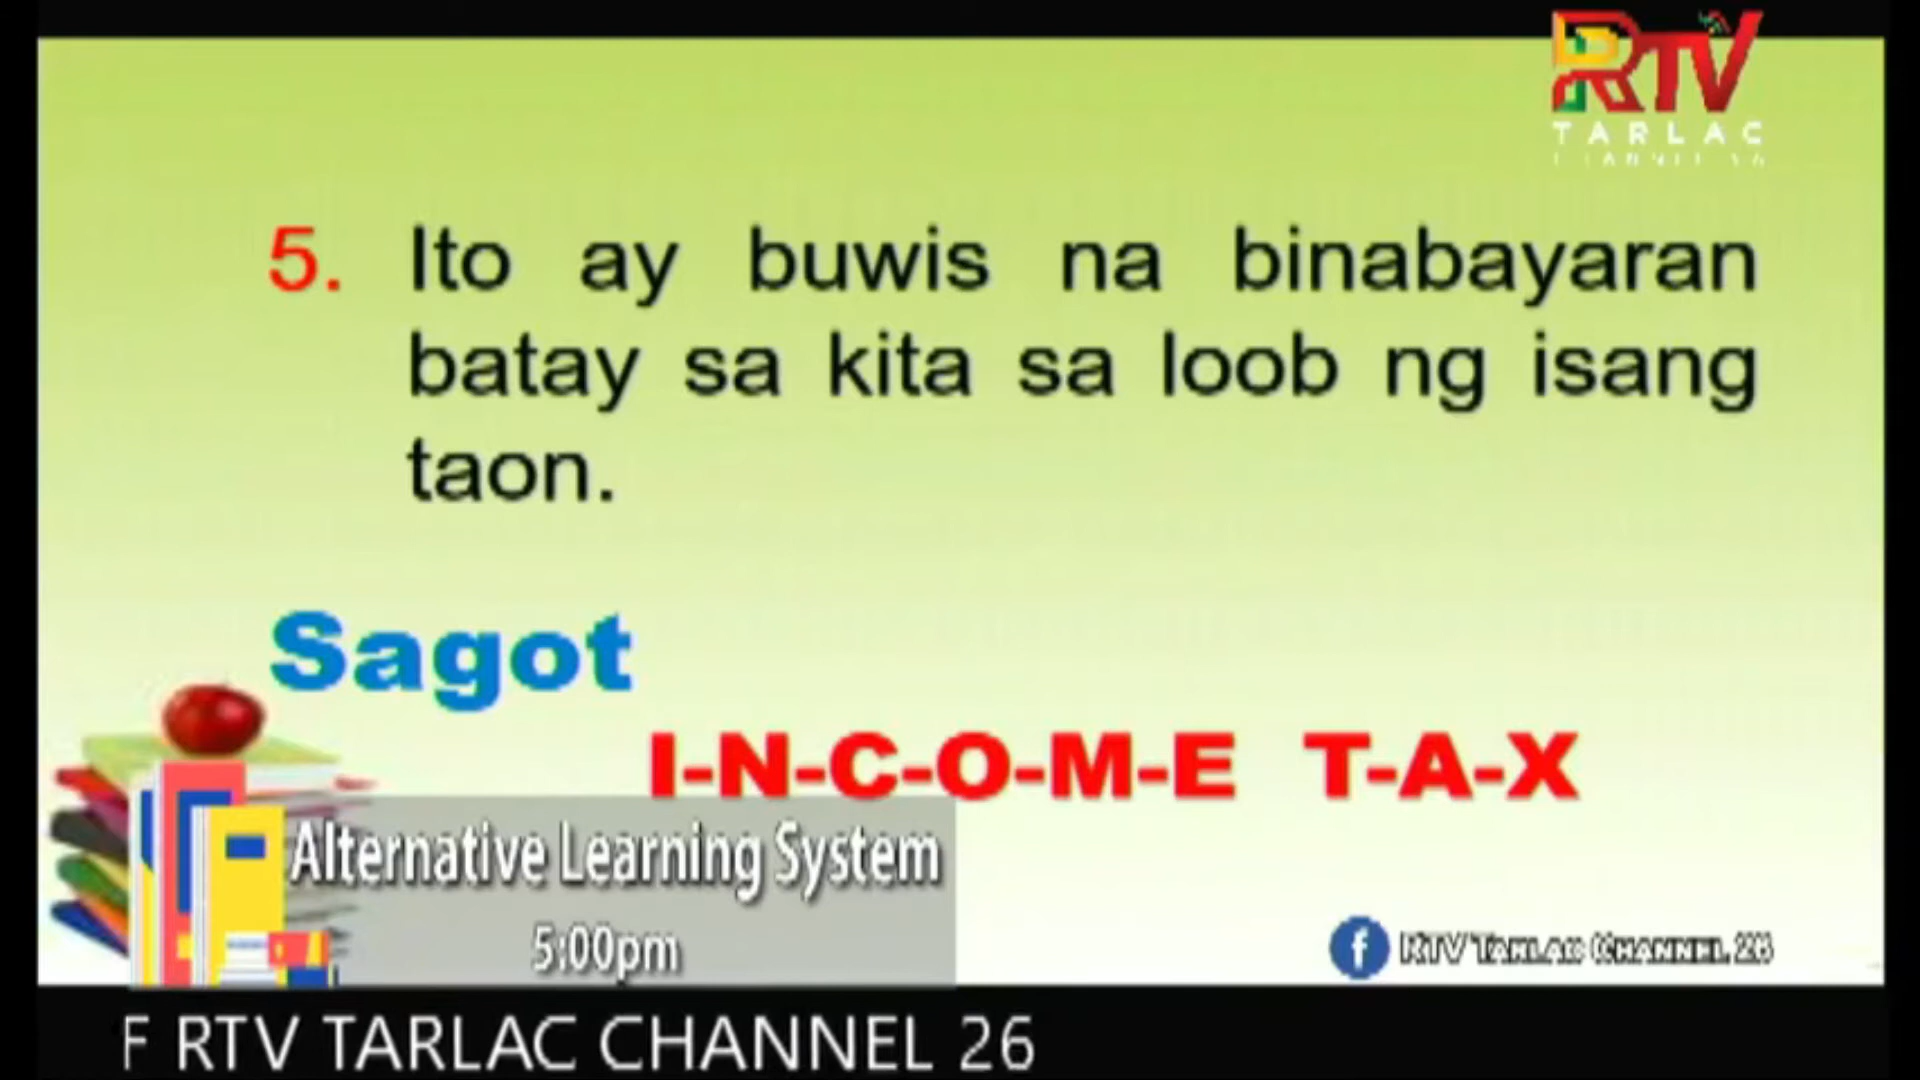 RTV
TARLAC
5. Ito ay buwis na binabayaran
batay sa kita sa loob ng isang
taon.
Sagot
I-N-C-O-M-E T-A-X
Alternative Learning System
5:00pm
f RTV TARLAC CHANNEL 26
F RTV TARLAC CHANNEL 26